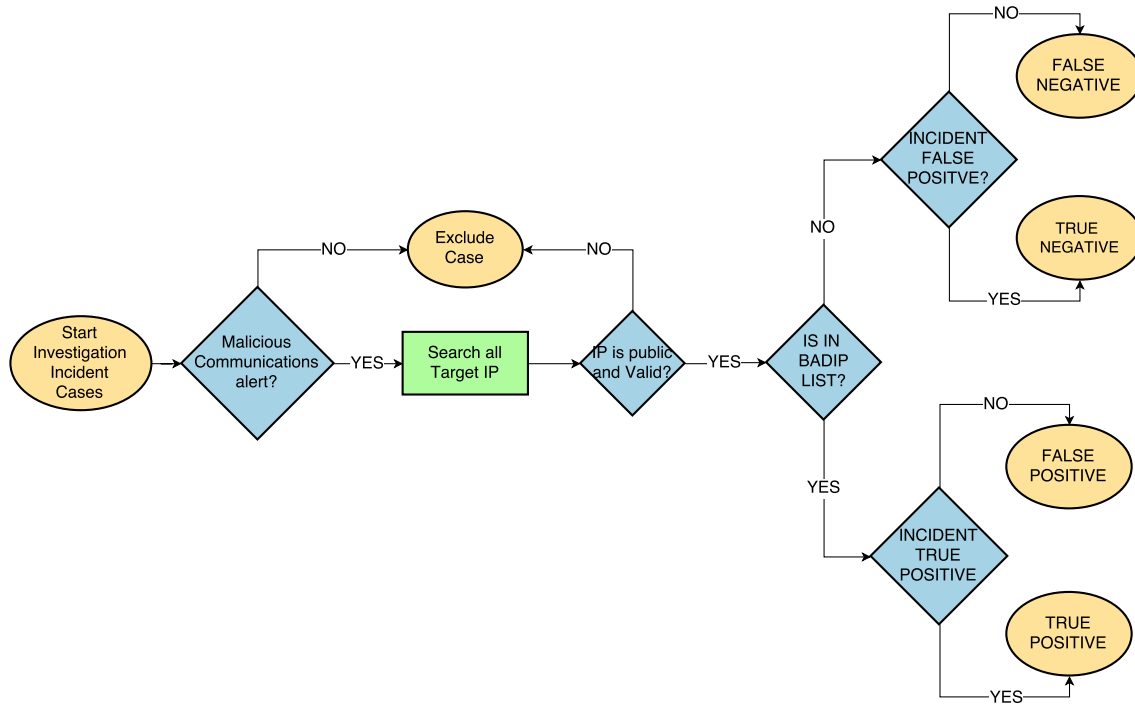 Start
Investigation
Incident
Cases
Malicious
Communications
alert?
NO
Exclude
Case
NO
YES
Search all
Target IP
IP is public
and Valid?
YES
IS IN
BADIP
LIST?
NO
INCIDENT
FALSE
POSITVE?
NO
FALSE
NEGATIVE
YES
TRUE
NEGATIVE
YES
INCIDENT
TRUE
POSITIVE
NO
FALSE
POSITIVE
YES
TRUE
POSITIVE